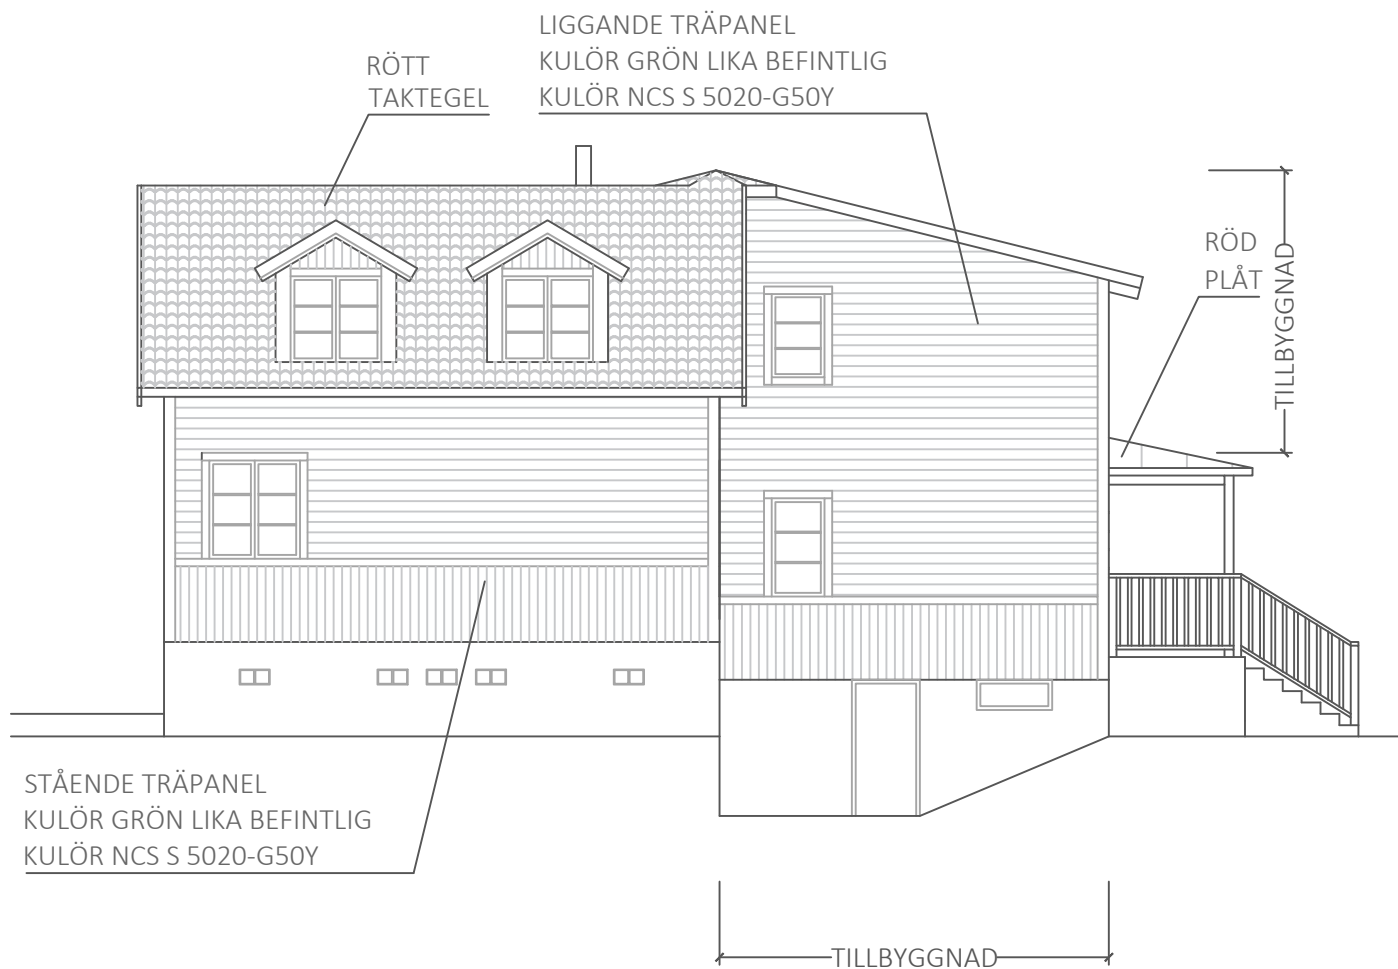 LIGGANDE TRÄPANEL
KULÖR GRÖN LIKA BEFINTLIG
KULÖR NCS S 5020-G50Y
RÖTT
TAKTEGEL
RÖD
PLÅT
TILLBYGGNAD
STÅENDE TRÄPANEL
KULÖR GRÖN LIKA BEFINTLIG
KULÖR NCS S 5020-G50Y
TILLBYGGNAD